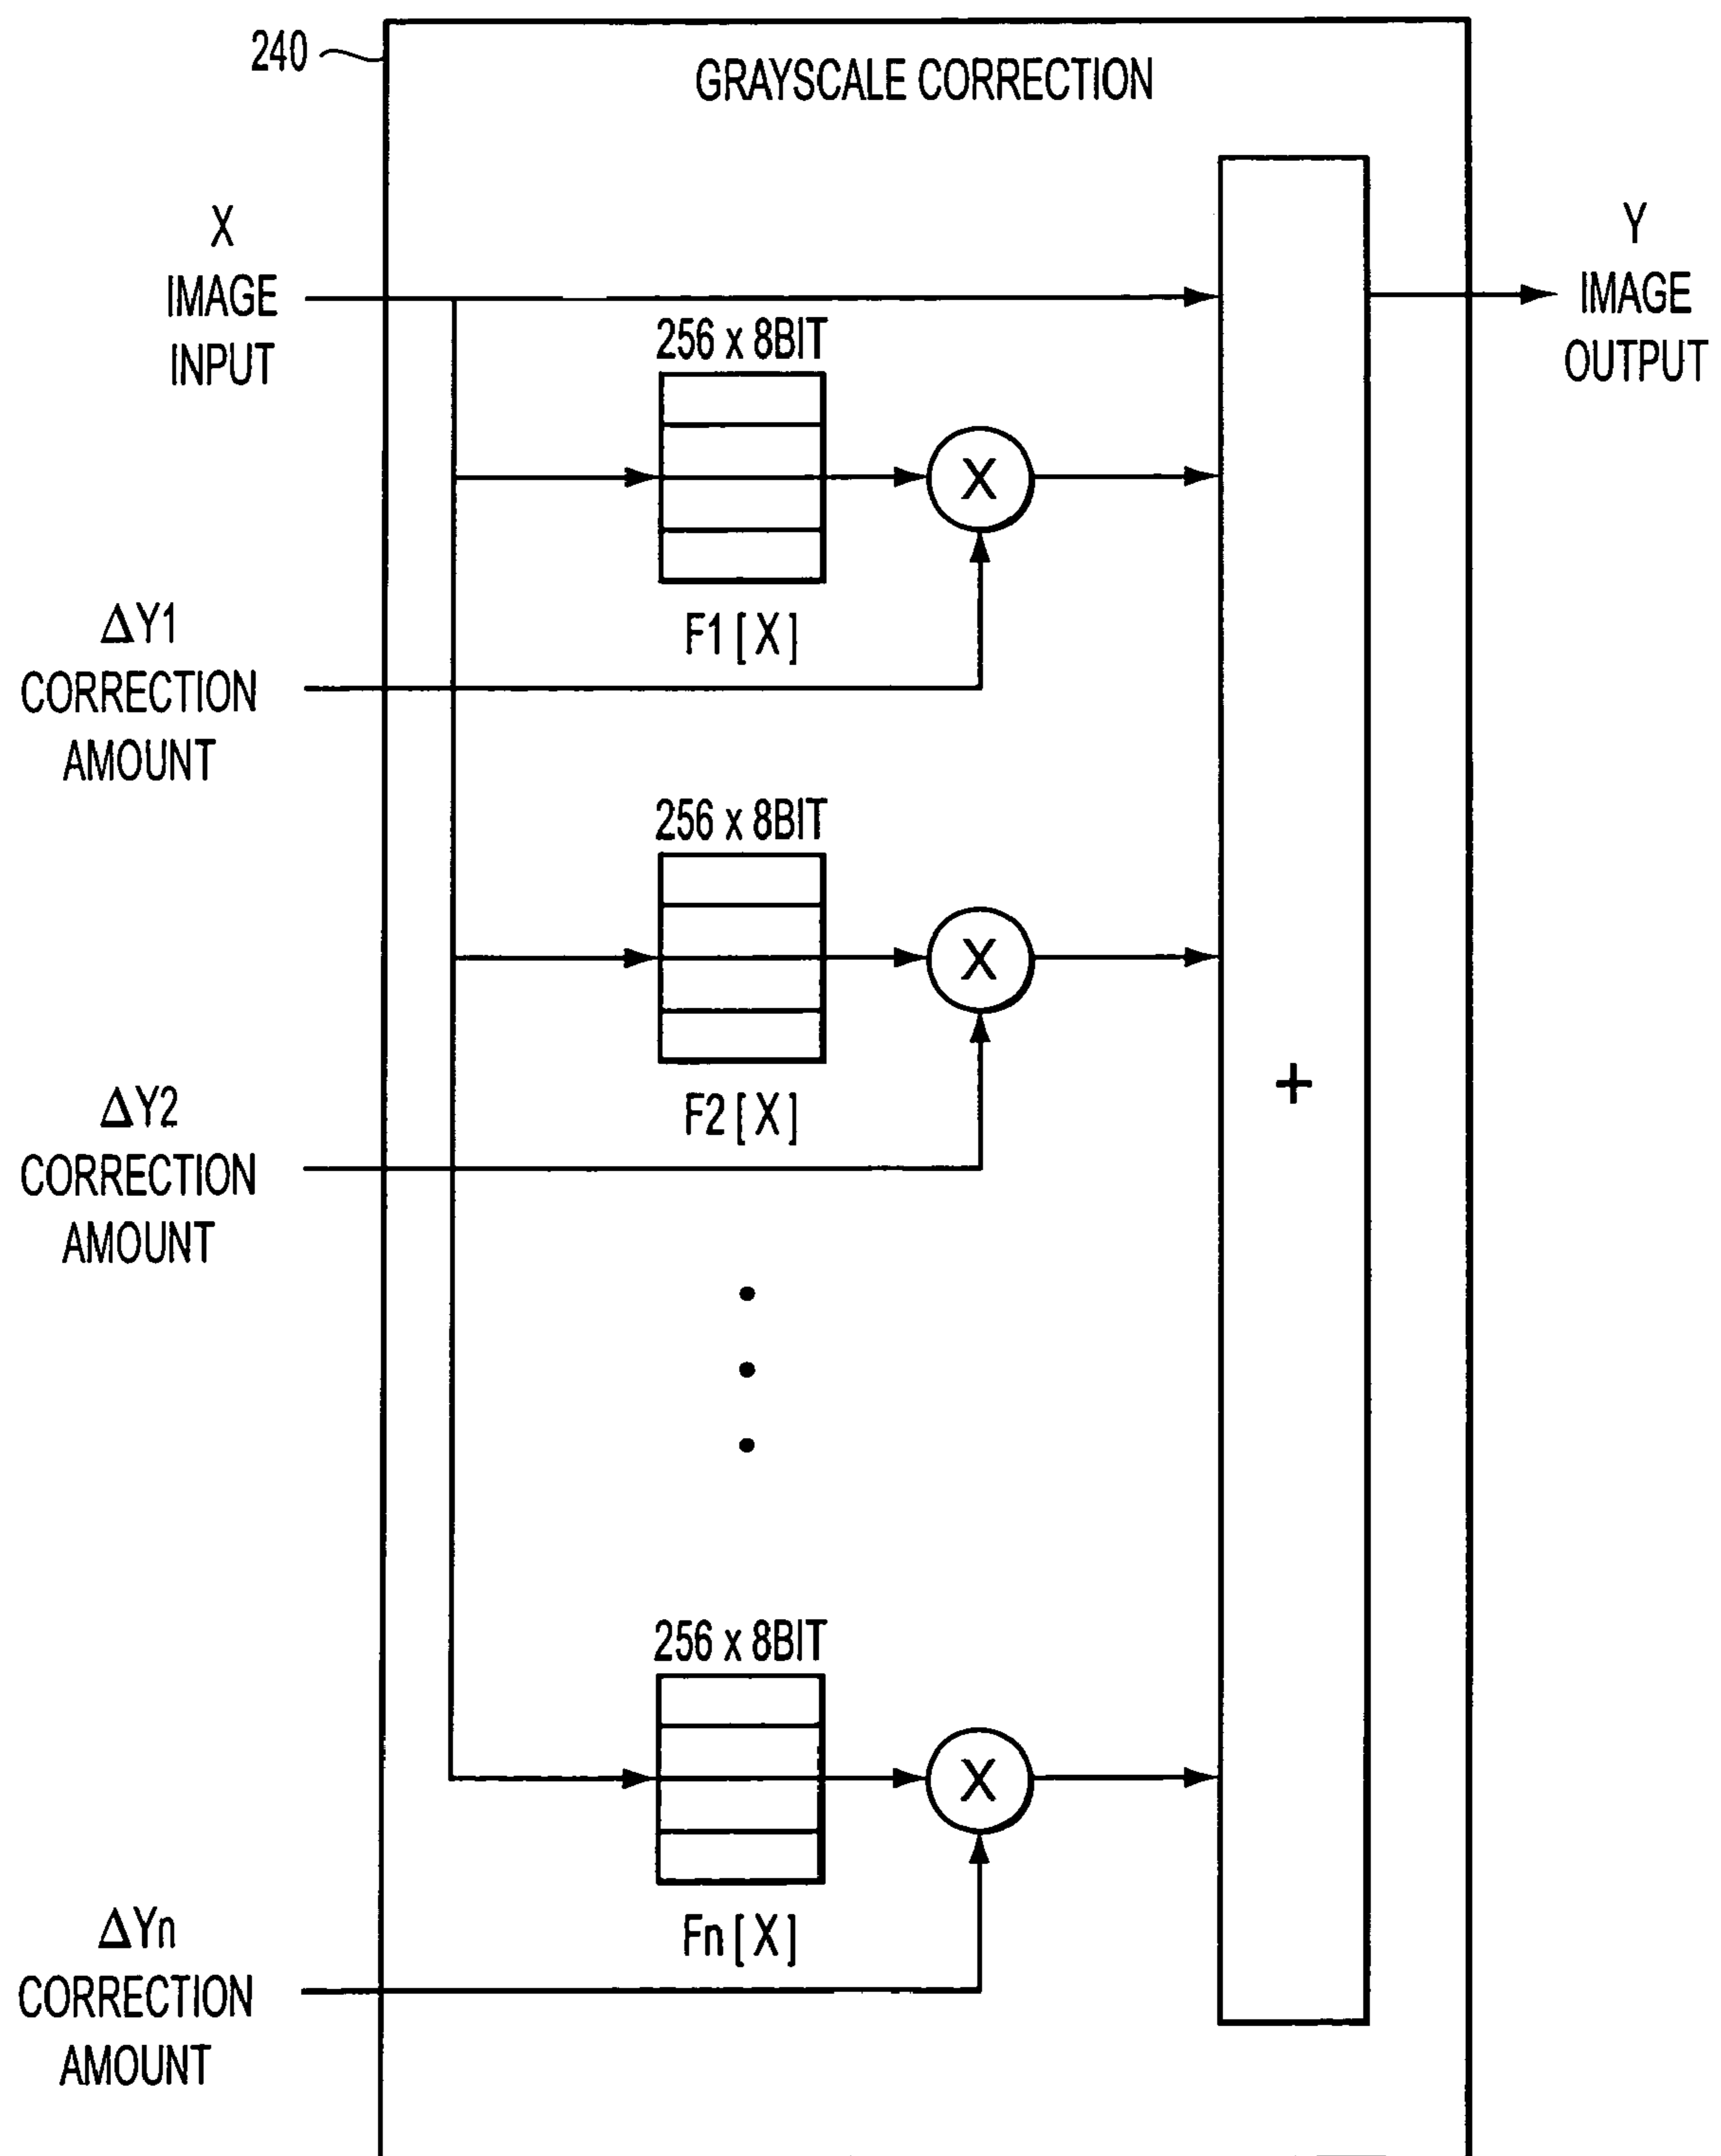 240
GRAYSCALE CORRECTION
X
IMAGE
INPUT
Y
IMAGE
OUTPUT
256 x 8BIT
X
F1 [ X ]
ΔY1
CORRECTION
AMOUNT
256 x 8BIT
X
F2 [ X ]
+
ΔY2
CORRECTION
AMOUNT
256 x 8BIT
X
Fn [ X ]
ΔYn
CORRECTION
AMOUNT